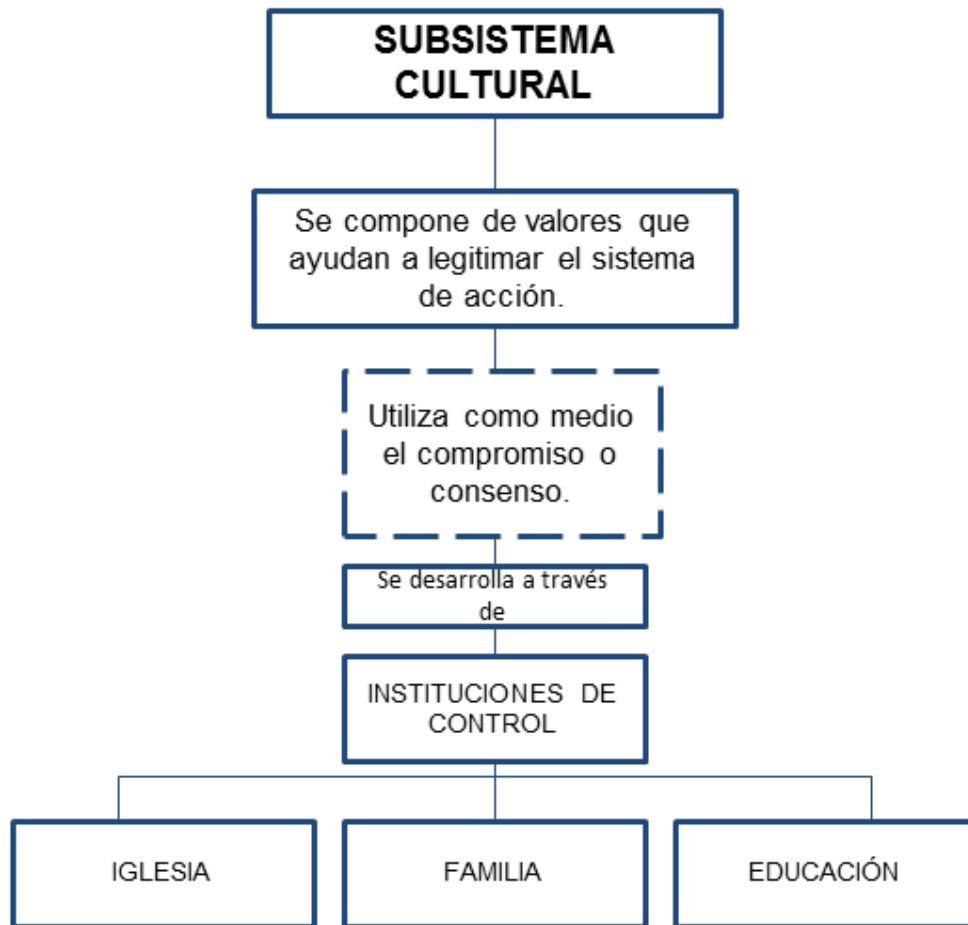 SUBSISTEMA
CULTURAL
Se compone de valores que
ayudan a legitimar el sistema
de acción.
Utiliza como medio
el compromiso o
consenso.
Se desarrolla a través
de
INSTITUCIONES DE
CONTROL
IGLESIA
FAMILIA
EDUCACIÓN